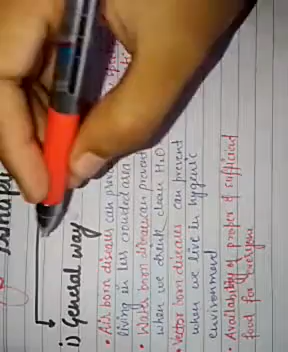 i) General way
• Air born diseases can
living in less crowded area
• Water born diseases can prevent
when we drink clean H2O
• Vector born diseases can prevent
when we live in hygenic
environment
• Availability of proper & sufficient
food for everyone